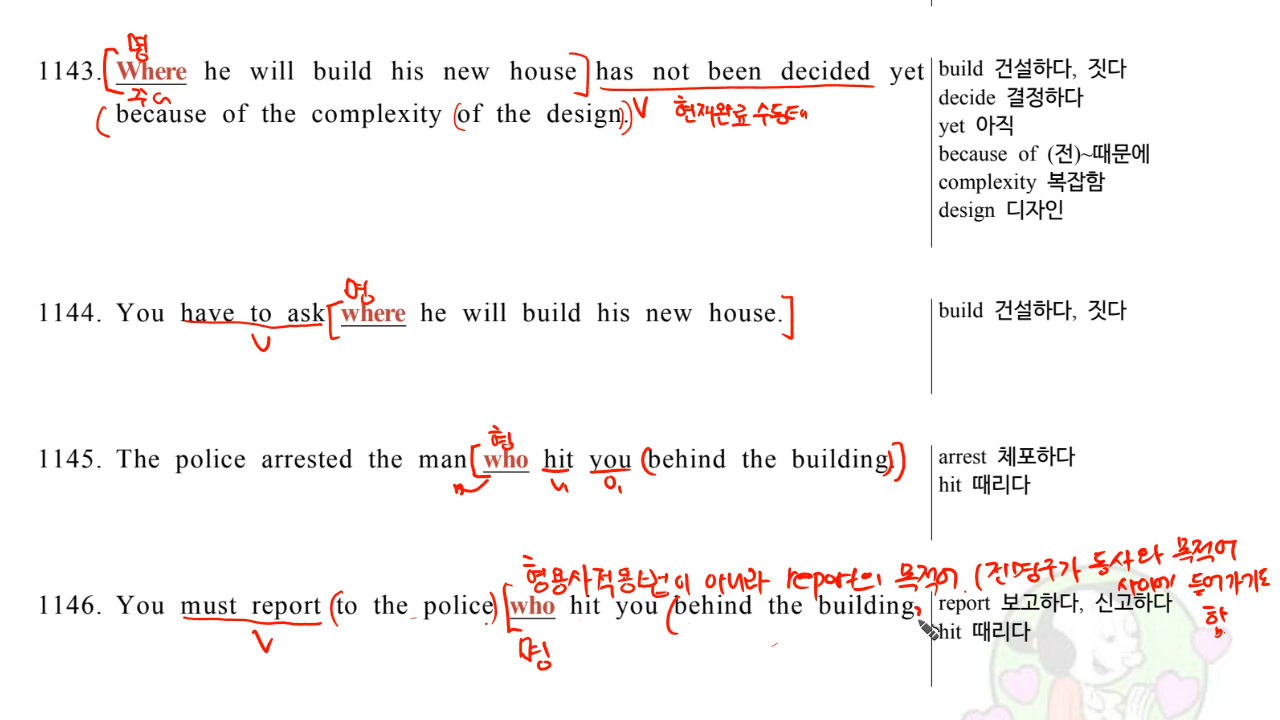 명
1143. Where he will build his new house has not been decided yet
주어
because of the complexity of the design.
V 현재완료 수동태
build 건설하다, 짓다
decide 결정하다
yet 아직
because of (전)~때문에
complexity 복잡함
design 디자인
명
1144. You have to ask where he will build his new house.
V
build 건설하다, 짓다
형
1145. The police arrested the man who hit you behind the building.
arrest 체포하다
hit 때리다
형용사적용법이 아니라 report의 목적어. (전명구가 동사와 목적어
사이에 들어가기도
함
1146. You must report (to the police) who hit you (behind the building.
V
명
report 보고하다, 신고하다
hit 때리다